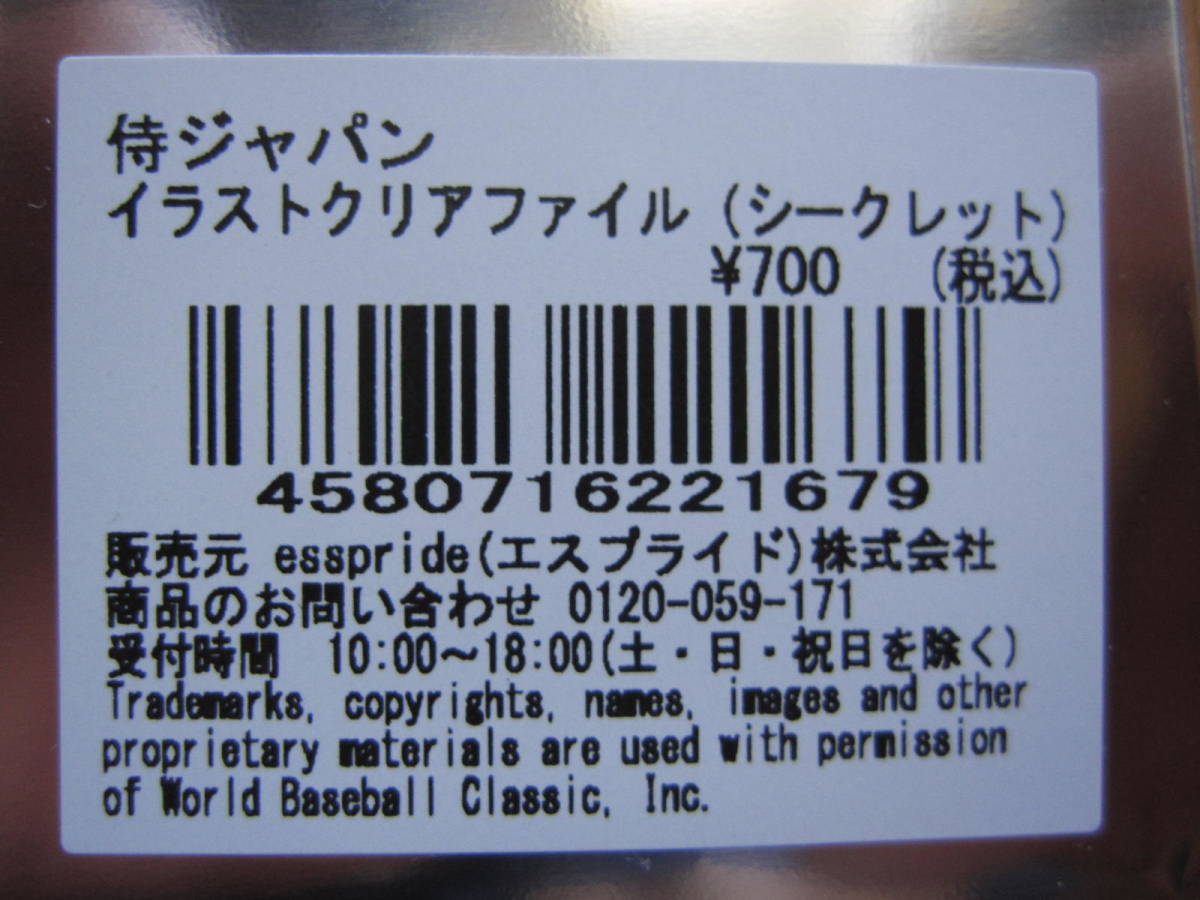 侍ジャパン
イラストクリアファイル (シークレット)
¥700 (税込)
4580716221679
販売元 esspride(エスプライド)株式会社
商品のお問い合わせ 0120-059-171
受付時間 10:00～18:00(土・日・祝日を除く)
Trademarks, copyrights, names, images and other
proprietary materials are used with permission
of World Baseball Classic, Inc.